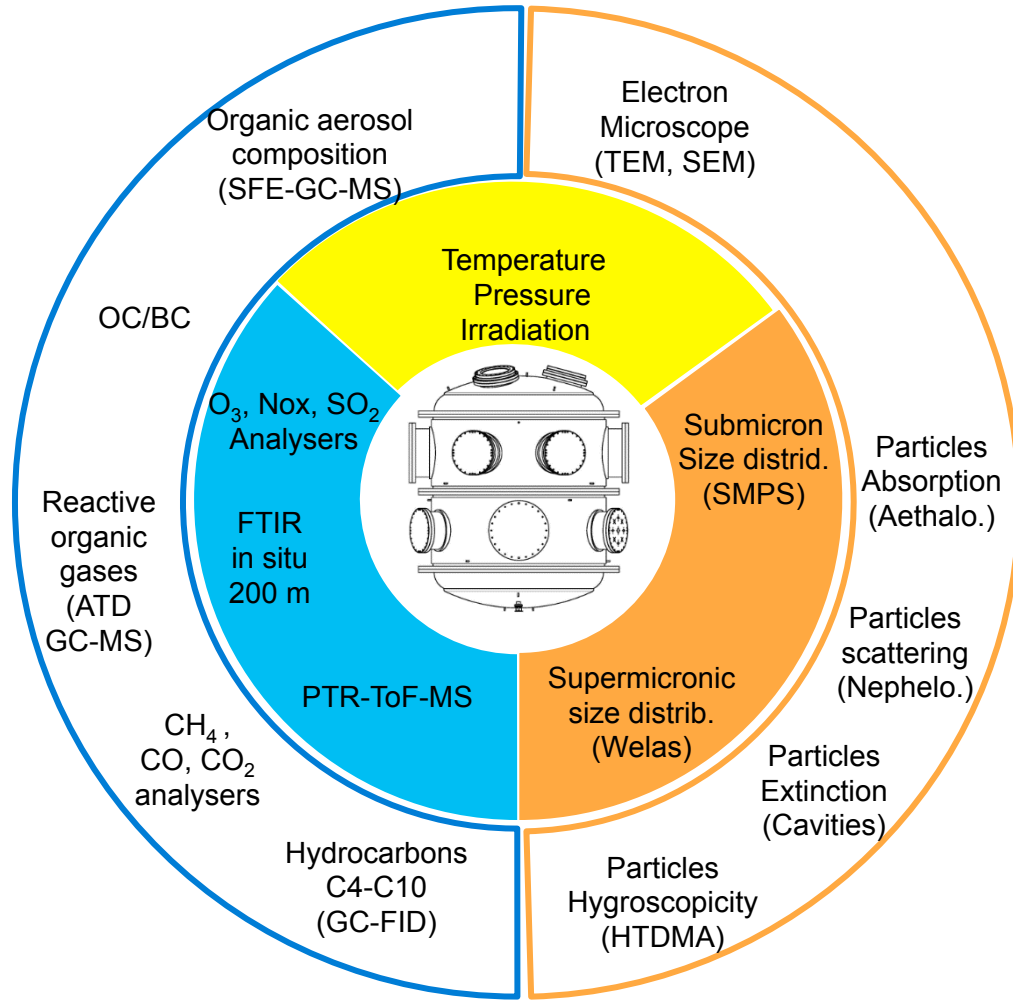 Organic aerosol
composition
(SFE-GC-MS)
Electron
Microscope
(TEM, SEM)
Temperature
Pressure
Irradiation
OC/BC
O₃, Nox, SO₂
Analysers
Submicron
Size distrid.
(SMPS)
Particles
Absorption
(Aethalo.)
Reactive
organic
gases
(ATD
GC-MS)
FTIR
in situ
200 m
Particles
scattering
(Nephelo.)
PTR-ToF-MS
Supermicronic
size distrib.
(Welas)
CH₄ ,
CO, CO₂
analysers
Particles
Extinction
(Cavities)
Hydrocarbons
C4-C10
(GC-FID)
Particles
Hygroscopicity
(HTDMA)